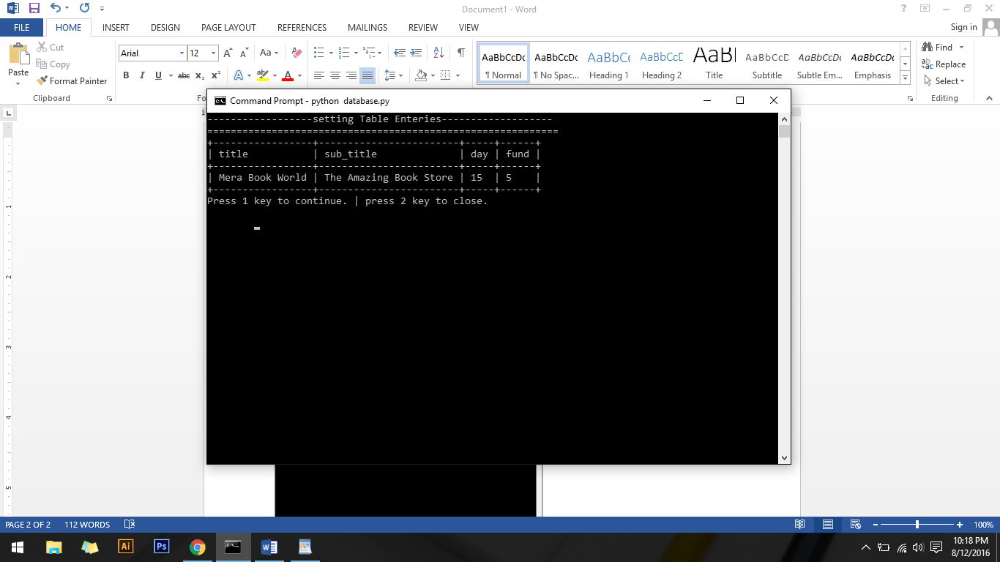 Document1 - Word
Sign in
FILE HOME INSERT DESIGN PAGE LAYOUT REFERENCES MAILINGS REVIEW VIEW
Paste
Cut
Copy
Format Painter
Clipboard
Arial 12
AaBbCcDc ¶ Normal
AaBbCcDc ¶ No Spac...
AaBbCc Heading 1
AaBbCcD Heading 2
AaBl Title
AaBbCcD Subtitle
AaBbCcDc Subtle Em...
AaBbCcDc Emphasis
Find
Replace
Select
Editing
Command Prompt - python database.py
------------------setting Table Enteries-------------------
============================================================
+-----------------+------------------------+-----+------+
| title           | sub_title              | day | fund |
+-----------------+------------------------+-----+------+
| Mera Book World | The Amazing Book Store | 15  | 5    |
+-----------------+------------------------+-----+------+
Press 1 key to continue. | press 2 key to close.
PAGE 2 OF 2 112 WORDS 100%
Ai Ps
10:18 PM
8/12/2016